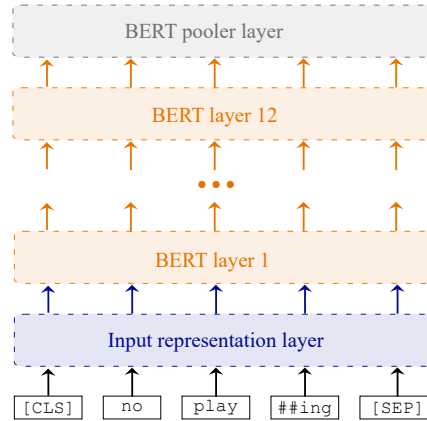 BERT pooler layer
BERT layer 12
BERT layer 1
Input representation layer
[CLS] no play ##ing [SEP]